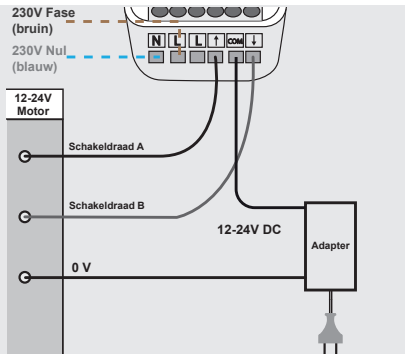 230V Fase
(bruin)
230V Nul
(blauw)
N L L ↑ COM ↓
12-24V
Motor
Schakeldraad A
Schakeldraad B
12-24V DC
Adapter
0 V